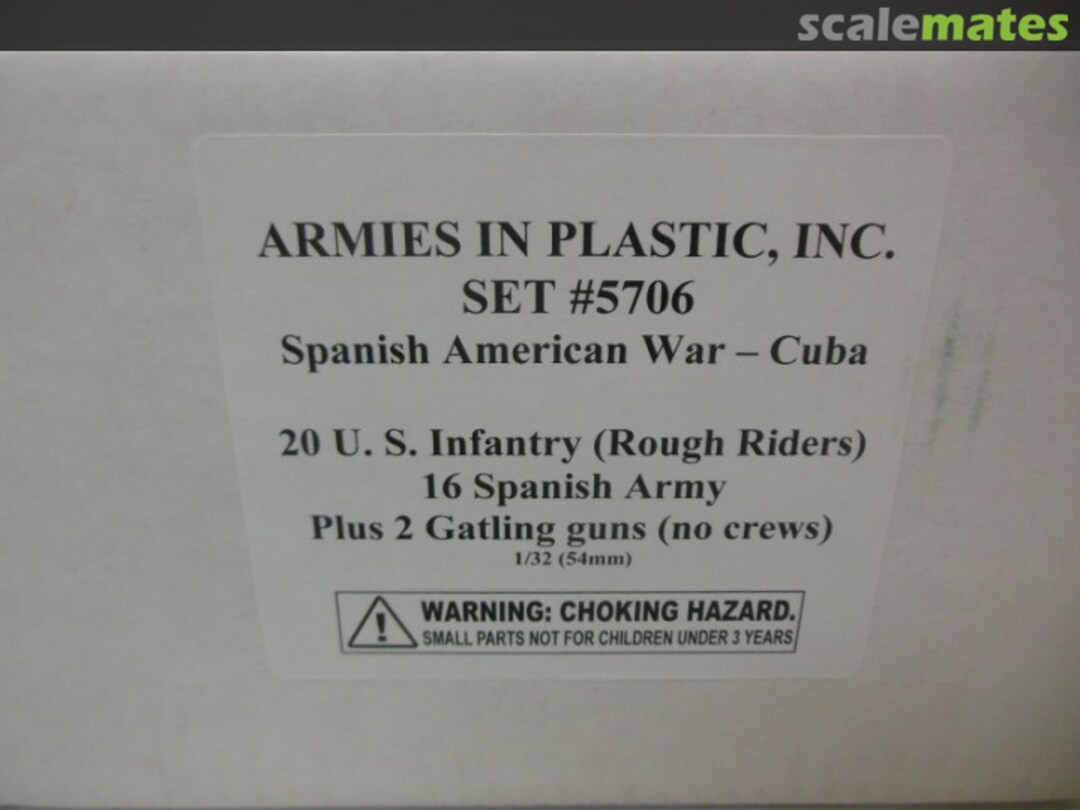 scalemates
ARMIES IN PLASTIC, INC.
SET #5706
Spanish American War – Cuba
20 U. S. Infantry (Rough Riders)
16 Spanish Army
Plus 2 Gatling guns (no crews)
1/32 (54mm)
WARNING: CHOKING HAZARD.
SMALL PARTS NOT FOR CHILDREN UNDER 3 YEARS